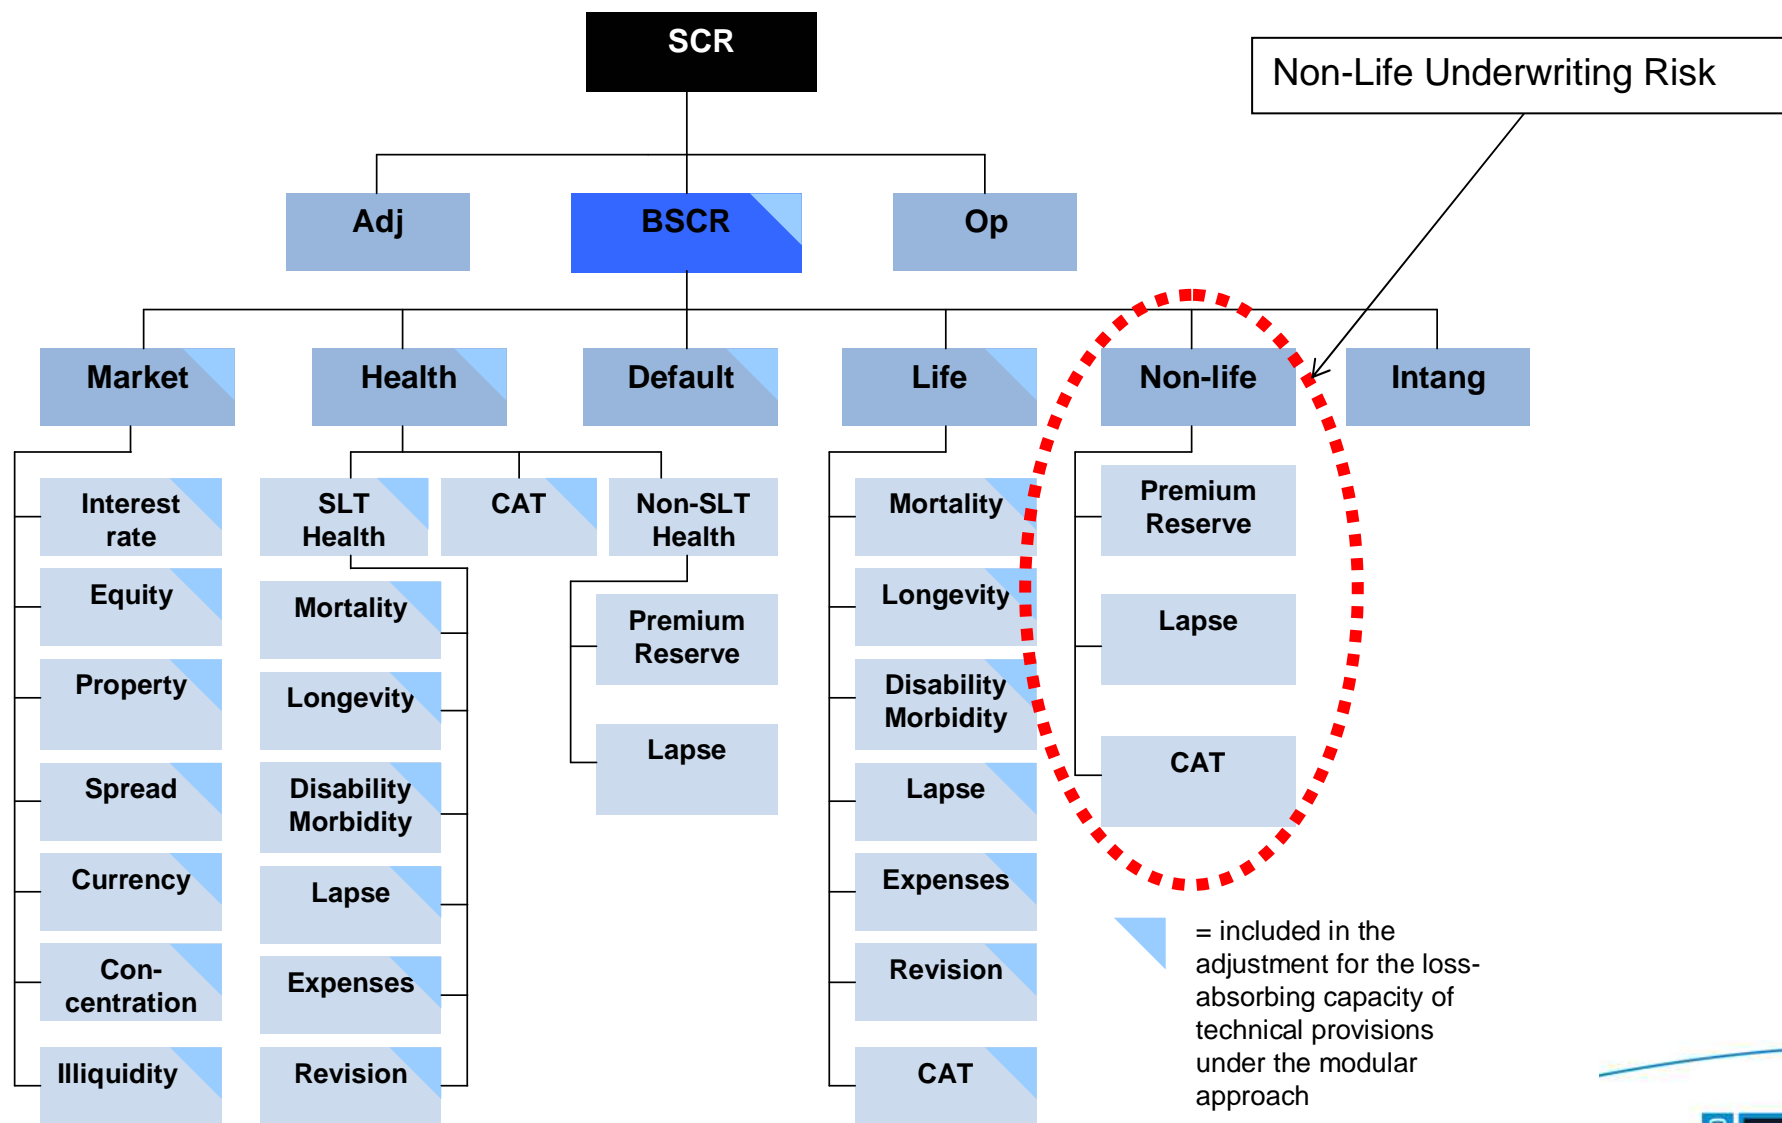 SCR
Non-Life Underwriting Risk
Adj
BSCR
Op
Market
Health
Default
Life
Non-life
Intang
Interest
rate
Equity
Property
Spread
Currency
Con-
centration
Illiquidity
SLT
Health
CAT
Non-SLT
Health
Mortality
Longevity
Disability
Morbidity
Lapse
Expenses
Revision
Premium
Reserve
Lapse
Mortality
Longevity
Disability
Morbidity
Lapse
Expenses
Revision
CAT
Premium
Reserve
Lapse
CAT
= included in the
adjustment for the loss-
absorbing capacity of
technical provisions
under the modular
approach